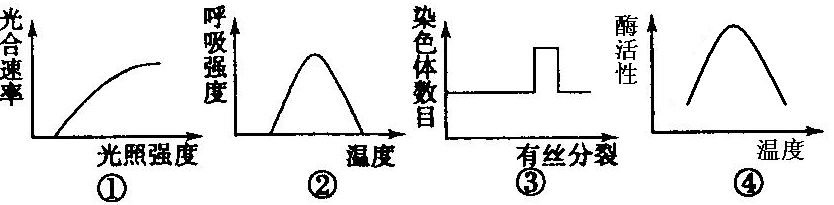 光合速率
光照强度
①
呼吸强度
温度
②
染色体数目
有丝分裂
③
酶活性
温度
④